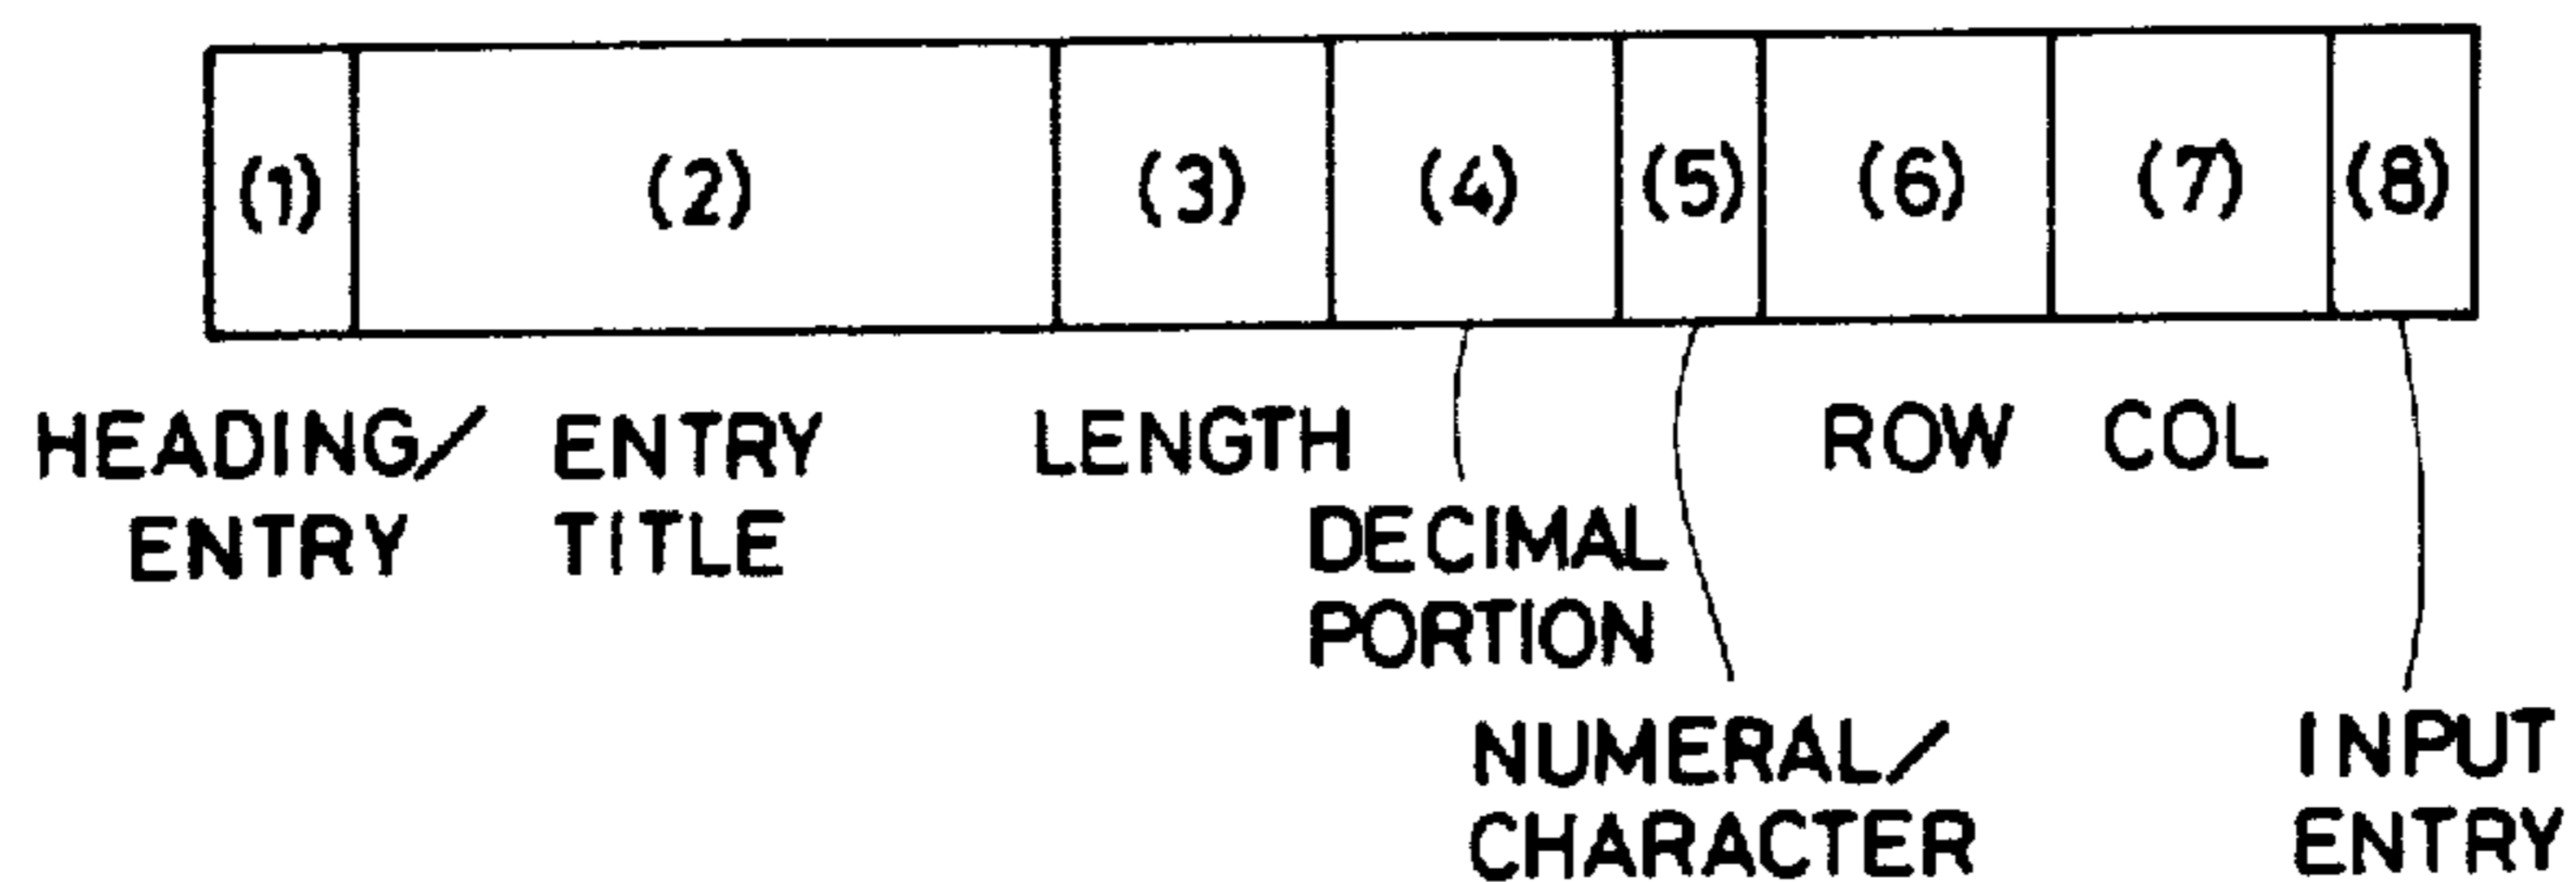 (1) (2) (3) (4) (5) (6) (7) (8)
HEADING/
ENTRY
ENTRY
TITLE
LENGTH
DECIMAL
PORTION
NUMERAL/
CHARACTER
ROW
COL
INPUT
ENTRY